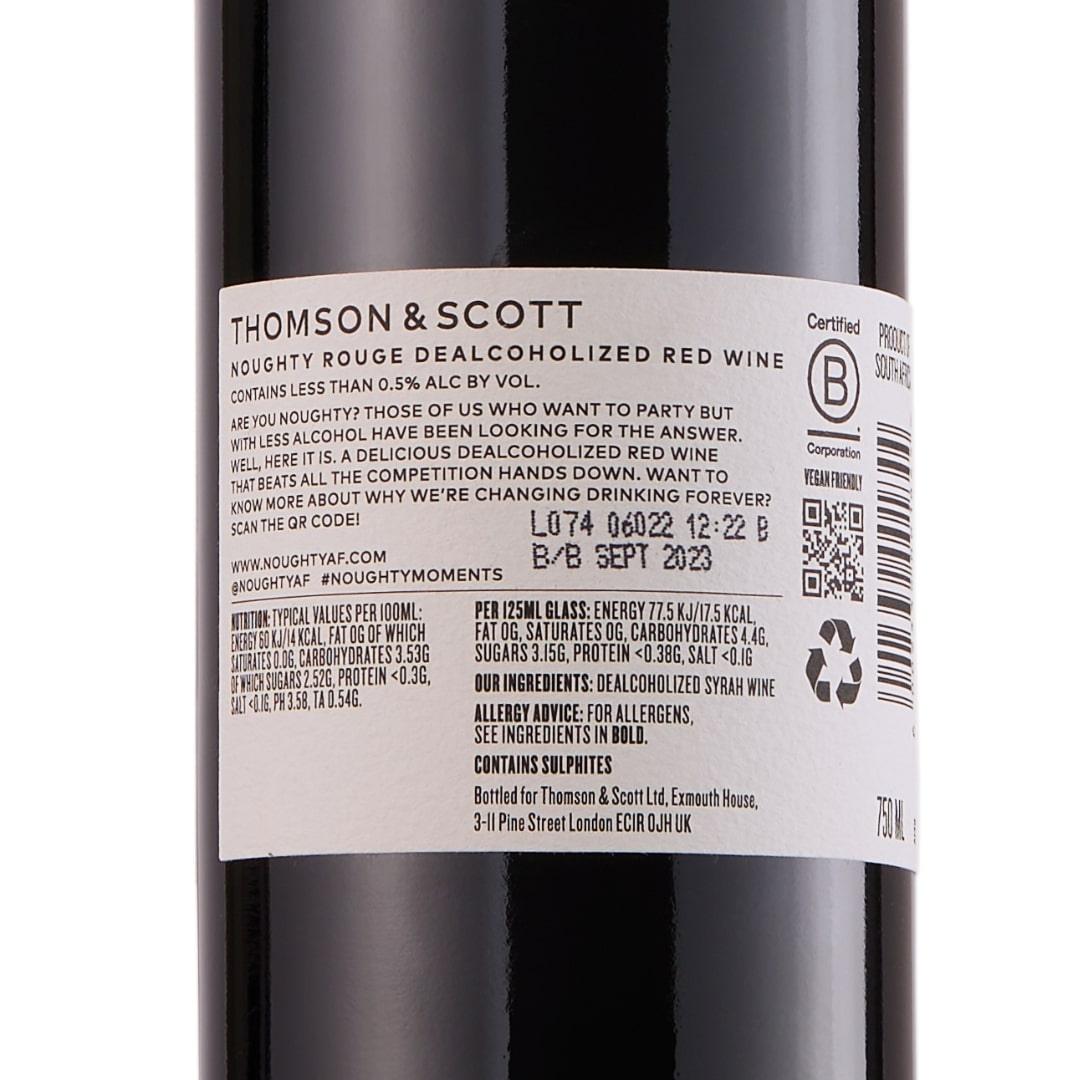 THOMSON & SCOTT
NOUGHTY ROUGE DEALCOHOLIZED RED WINE
CONTAINS LESS THAN 0.5% ALC BY VOL.
ARE YOU NOUGHTY? THOSE OF US WHO WANT TO PARTY BUT
WITH LESS ALCOHOL HAVE BEEN LOOKING FOR THE ANSWER.
WELL, HERE IT IS. A DELICIOUS DEALCOHOLIZED RED WINE
THAT BEATS ALL THE COMPETITION HANDS DOWN. WANT TO
KNOW MORE ABOUT WHY WE'RE CHANGING DRINKING FOREVER?
SCAN THE QR CODE!
L074 06022 12:22 B
B/B SEPT 2023
WWW.NOUGHTYAF.COM
@NOUGHTYAF #NOUGHTYMOMENTS
NUTRITION: TYPICAL VALUES PER 100ML:
ENERGY 60 KJ/14 KCAL, FAT 0G OF WHICH
SATURATES 0.0G, CARBOHYDRATES 3.53G
OF WHICH SUGARS 2.52G, PROTEIN <0.3G,
SALT <0.1G, PH 3.58, TA 0.54G.
PER 125ML GLASS: ENERGY 77.5 KJ/17.5 KCAL,
FAT 0G, SATURATES 0G, CARBOHYDRATES 4.4G,
SUGARS 3.15G, PROTEIN <0.38G, SALT <0.1G
OUR INGREDIENTS: DEALCOHOLIZED SYRAH WINE
ALLERGY ADVICE: FOR ALLERGENS,
SEE INGREDIENTS IN BOLD.
CONTAINS SULPHITES
Bottled for Thomson & Scott Ltd, Exmouth House,
3-11 Pine Street London EC1R 0JH UK
Certified
B
Corporation
VEGAN FRIENDLY
PRODUCT
SOUTH
750 ML